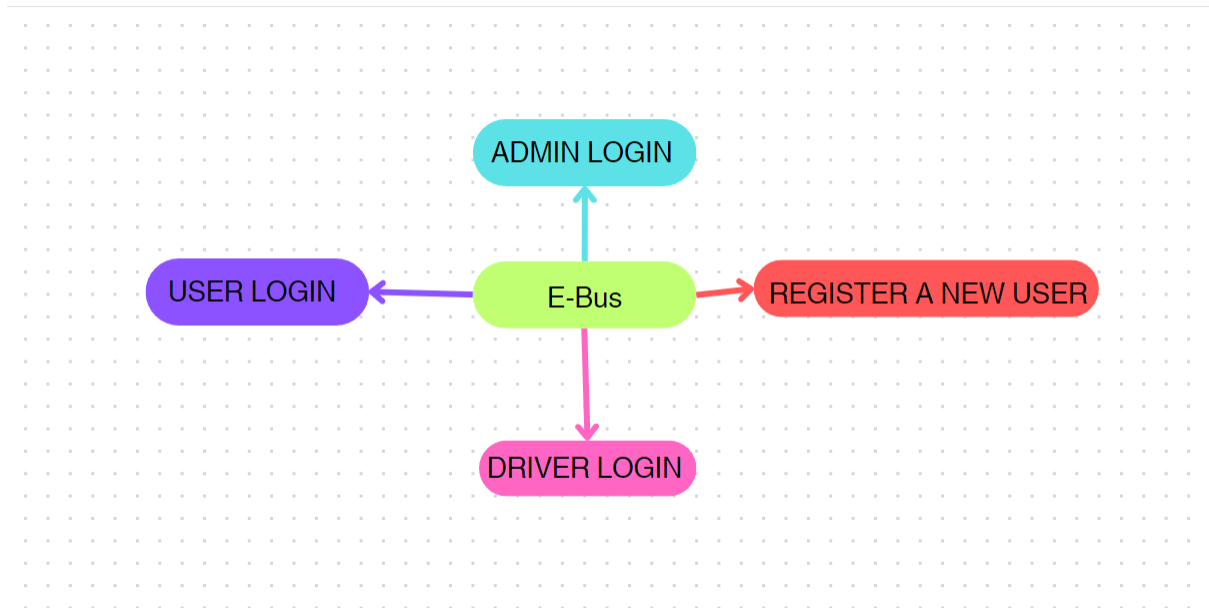 ADMIN LOGIN
USER LOGIN
E-Bus
REGISTER A NEW USER
DRIVER LOGIN